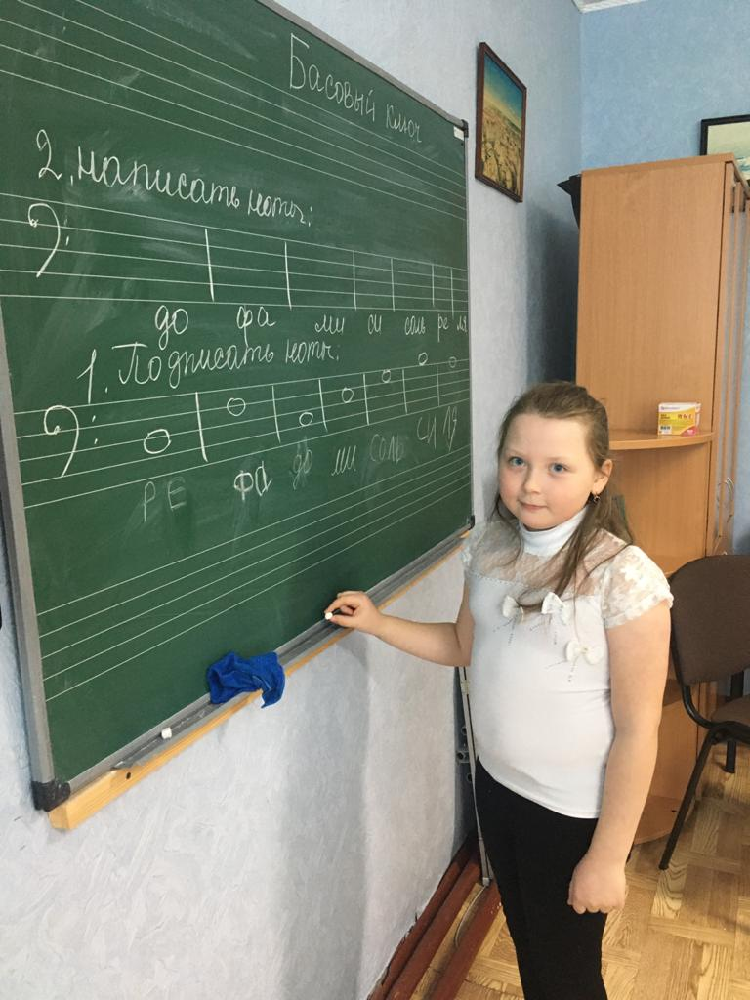 Басовый ключ
2. написать ноты:
до фа ми си соль ре ля
1. Подписать ноты:
РЕ ФА до ми соль ля